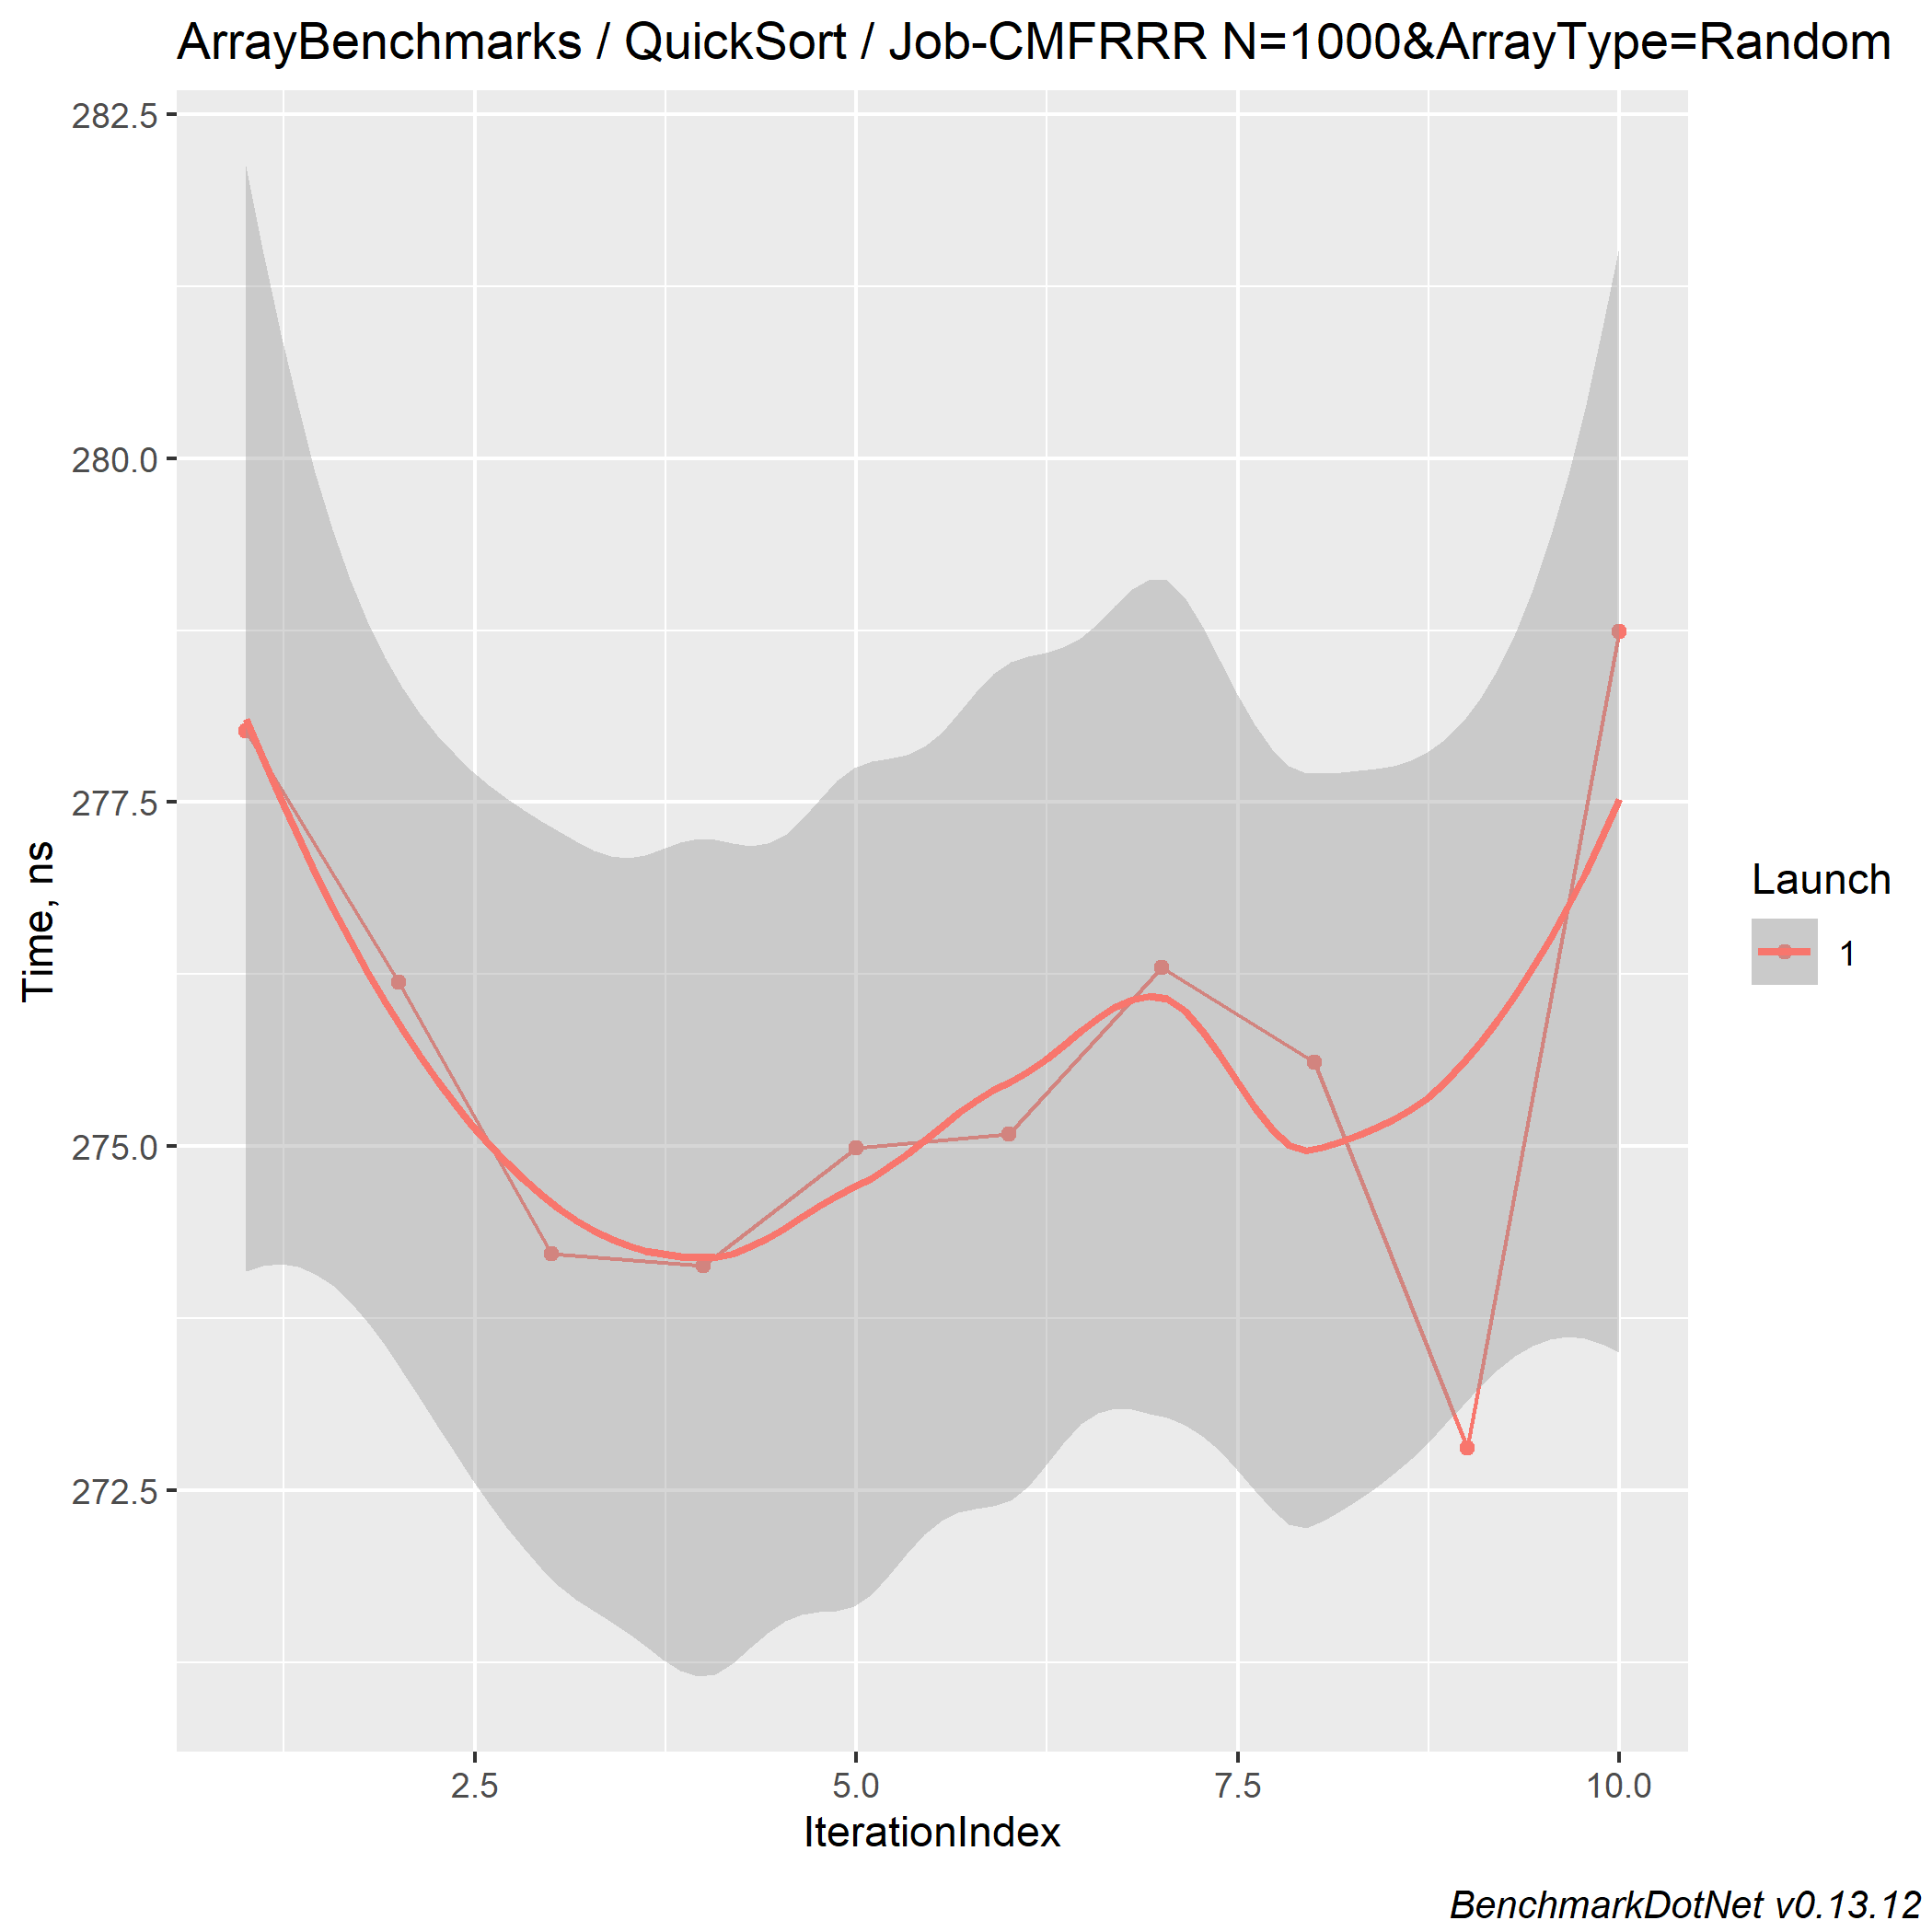 ArrayBenchmarks / QuickSort / Job-CMFRRR N=1000&ArrayType=Random
282.5
280.0
277.5
275.0
272.5
Time, ns
2.5 5.0 7.5 10.0
IterationIndex
Launch
1
BenchmarkDotNet v0.13.12